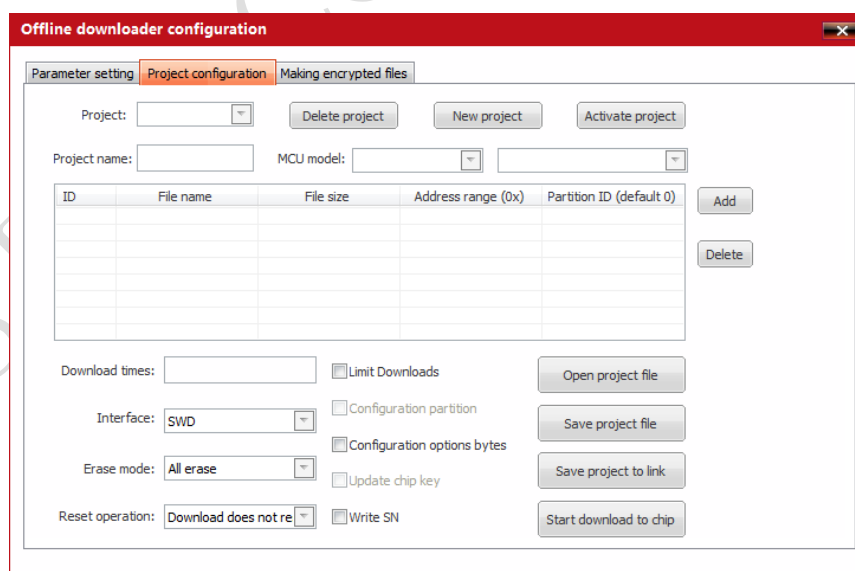 Offline downloader configuration
Parameter setting Project configuration Making encrypted files
Project: Delete project New project Activate project
Project name: MCU model:
ID File name File size Address range (0x) Partition ID (default 0) Add
Delete
Download times: Limit Downloads Open project file
Interface: SWD Configuration partition Save project file
Configuration options bytes
Erase mode: All erase Update chip key Save project to link
Reset operation: Download does not re Write SN Start download to chip